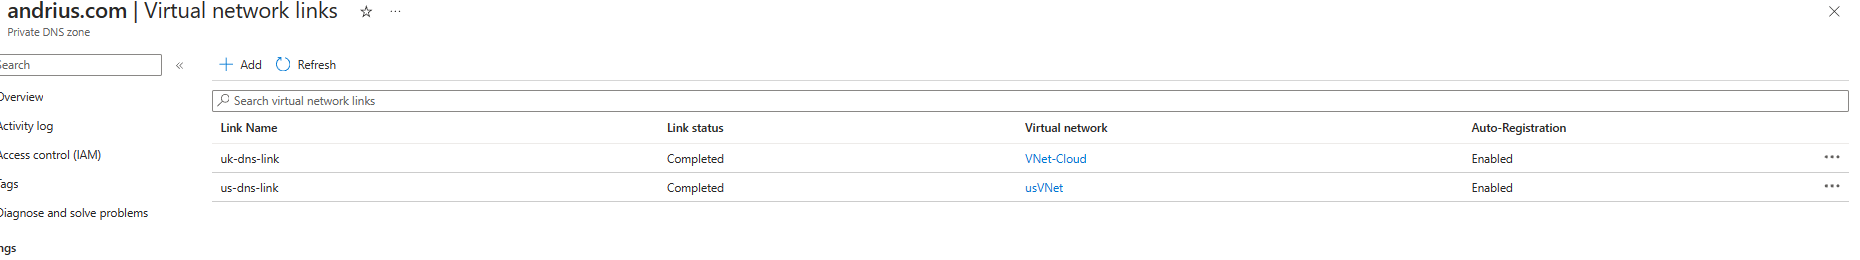 andrius.com | Virtual network links
Private DNS zone
Search
Add
Refresh
Overview
Search virtual network links
Activity log
Link Name
Link status
Virtual network
Auto-Registration
Access control (IAM)
uk-dns-link
Completed
VNet-Cloud
Enabled
Tags
us-dns-link
Completed
usVNet
Enabled
Diagnose and solve problems
ngs